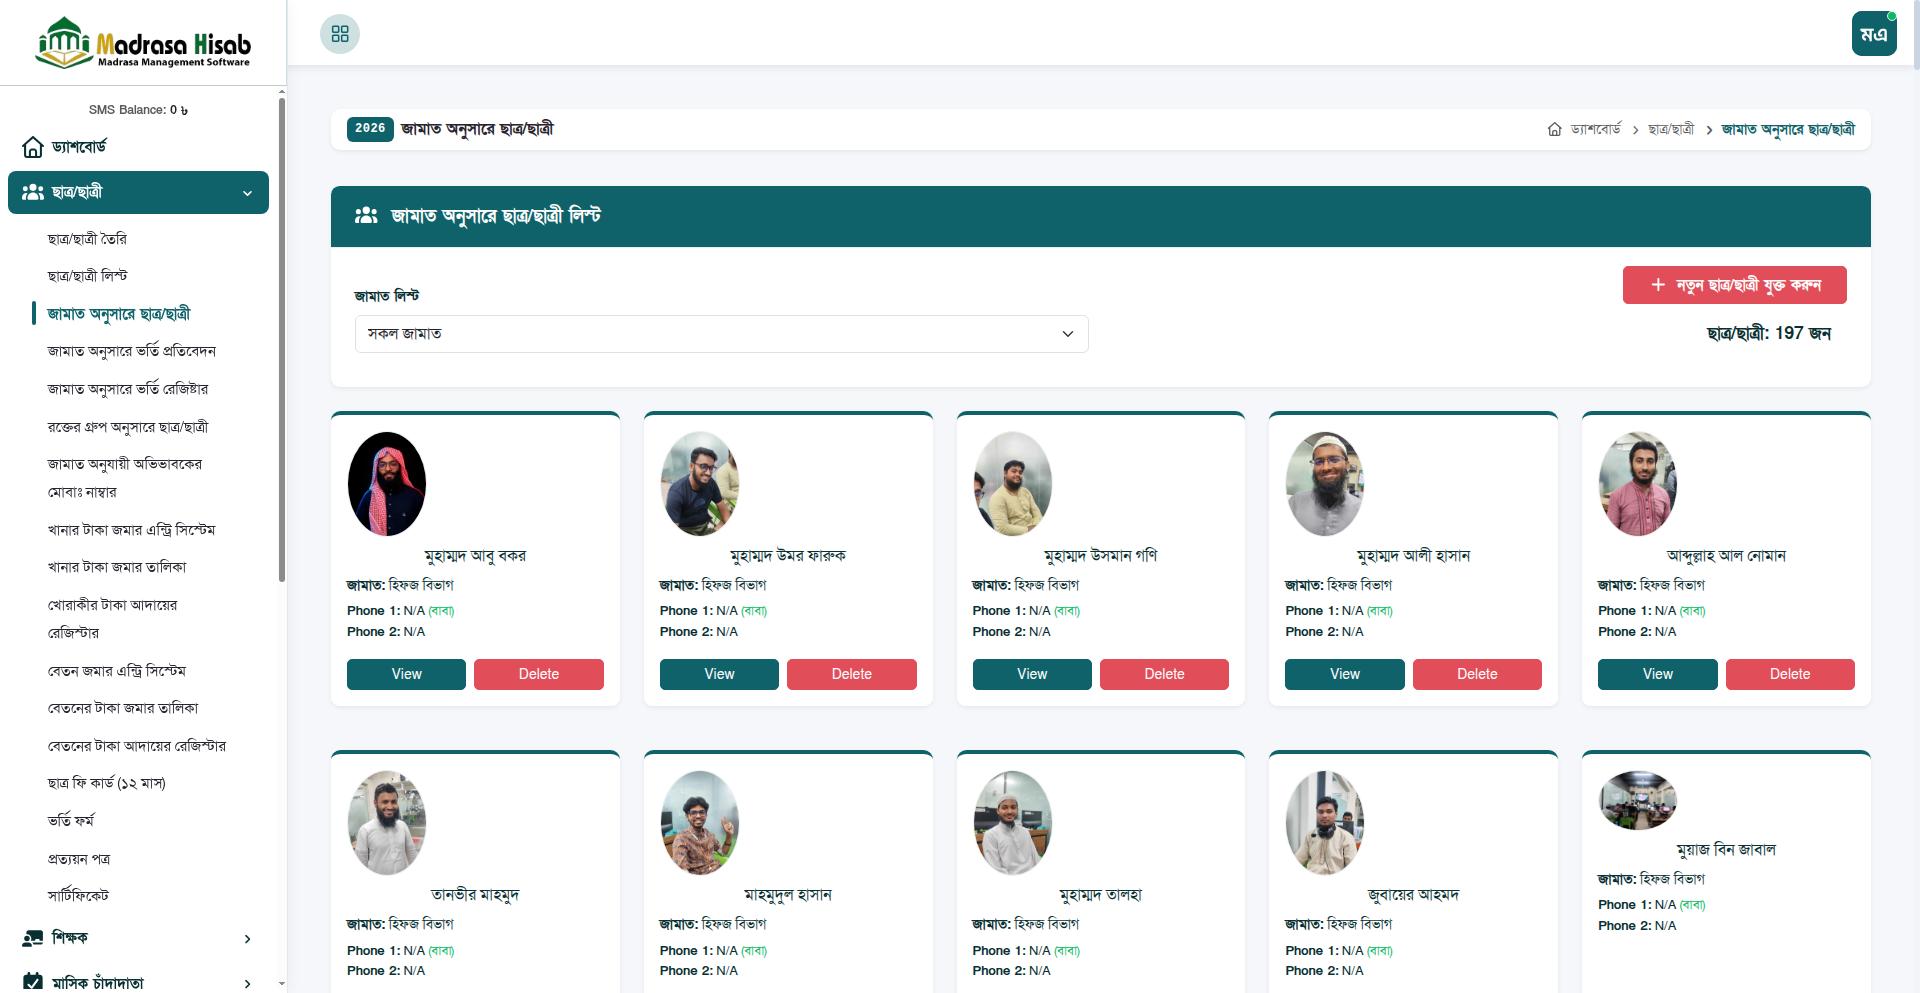 Madrasa Hisab
Madrasa Management Software
SMS Balance: 0 ৳
ড্যাশবোর্ড
ছাত্র/ছাত্রী
ছাত্র/ছাত্রী তৈরি
ছাত্র/ছাত্রী লিস্ট
জামাত অনুসারে ছাত্র/ছাত্রী
জামাত অনুসারে ভর্তি প্রতিবেদন
জামাত অনুসারে ভর্তি রেজিষ্টার
রক্তের গ্রুপ অনুসারে ছাত্র/ছাত্রী
জামাত অনুযায়ী অভিভাবকের
মোবাঃ নাম্বার
খানার টাকা জমার এন্ট্রি সিস্টেম
খানার টাকা জমার তালিকা
খোরাকীর টাকা আদায়ের
রেজিস্টার
বেতন জমার এন্ট্রি সিস্টেম
বেতনের টাকা জমার তালিকা
বেতনের টাকা আদায়ের রেজিস্টার
ছাত্র ফি কার্ড (১২ মাস)
ভর্তি ফর্ম
প্রত্যয়ন পত্র
সার্টিফিকেট
শিক্ষক
মাসিক চাঁদাদাতা
মএ
2026 জামাত অনুসারে ছাত্র/ছাত্রী
ড্যাশবোর্ড > ছাত্র/ছাত্রী > জামাত অনুসারে ছাত্র/ছাত্রী
জামাত অনুসারে ছাত্র/ছাত্রী লিস্ট
+ নতুন ছাত্র/ছাত্রী যুক্ত করুন
জামাত লিস্ট
সকল জামাত
ছাত্র/ছাত্রী: 197 জন
মুহাম্মদ আবু বকর
জামাত: হিফজ বিভাগ
Phone 1: N/A (বাবা)
Phone 2: N/A
View Delete
মুহাম্মদ উমর ফারুক
জামাত: হিফজ বিভাগ
Phone 1: N/A (বাবা)
Phone 2: N/A
View Delete
মুহাম্মদ উসমান গণি
জামাত: হিফজ বিভাগ
Phone 1: N/A (বাবা)
Phone 2: N/A
View Delete
মুহাম্মদ আলী হাসান
জামাত: হিফজ বিভাগ
Phone 1: N/A (বাবা)
Phone 2: N/A
View Delete
আব্দুল্লাহ আল নোমান
জামাত: হিফজ বিভাগ
Phone 1: N/A (বাবা)
Phone 2: N/A
View Delete
তানভীর মাহমুদ
জামাত: হিফজ বিভাগ
Phone 1: N/A (বাবা)
Phone 2: N/A
মাহমুদুল হাসান
জামাত: হিফজ বিভাগ
Phone 1: N/A (বাবা)
Phone 2: N/A
মুহাম্মদ তালহা
জামাত: হিফজ বিভাগ
Phone 1: N/A (বাবা)
Phone 2: N/A
জুবায়ের আহমদ
জামাত: হিফজ বিভাগ
Phone 1: N/A (বাবা)
Phone 2: N/A
মুয়াজ বিন জাবাল
জামাত: হিফজ বিভাগ
Phone 1: N/A (বাবা)
Phone 2: N/A